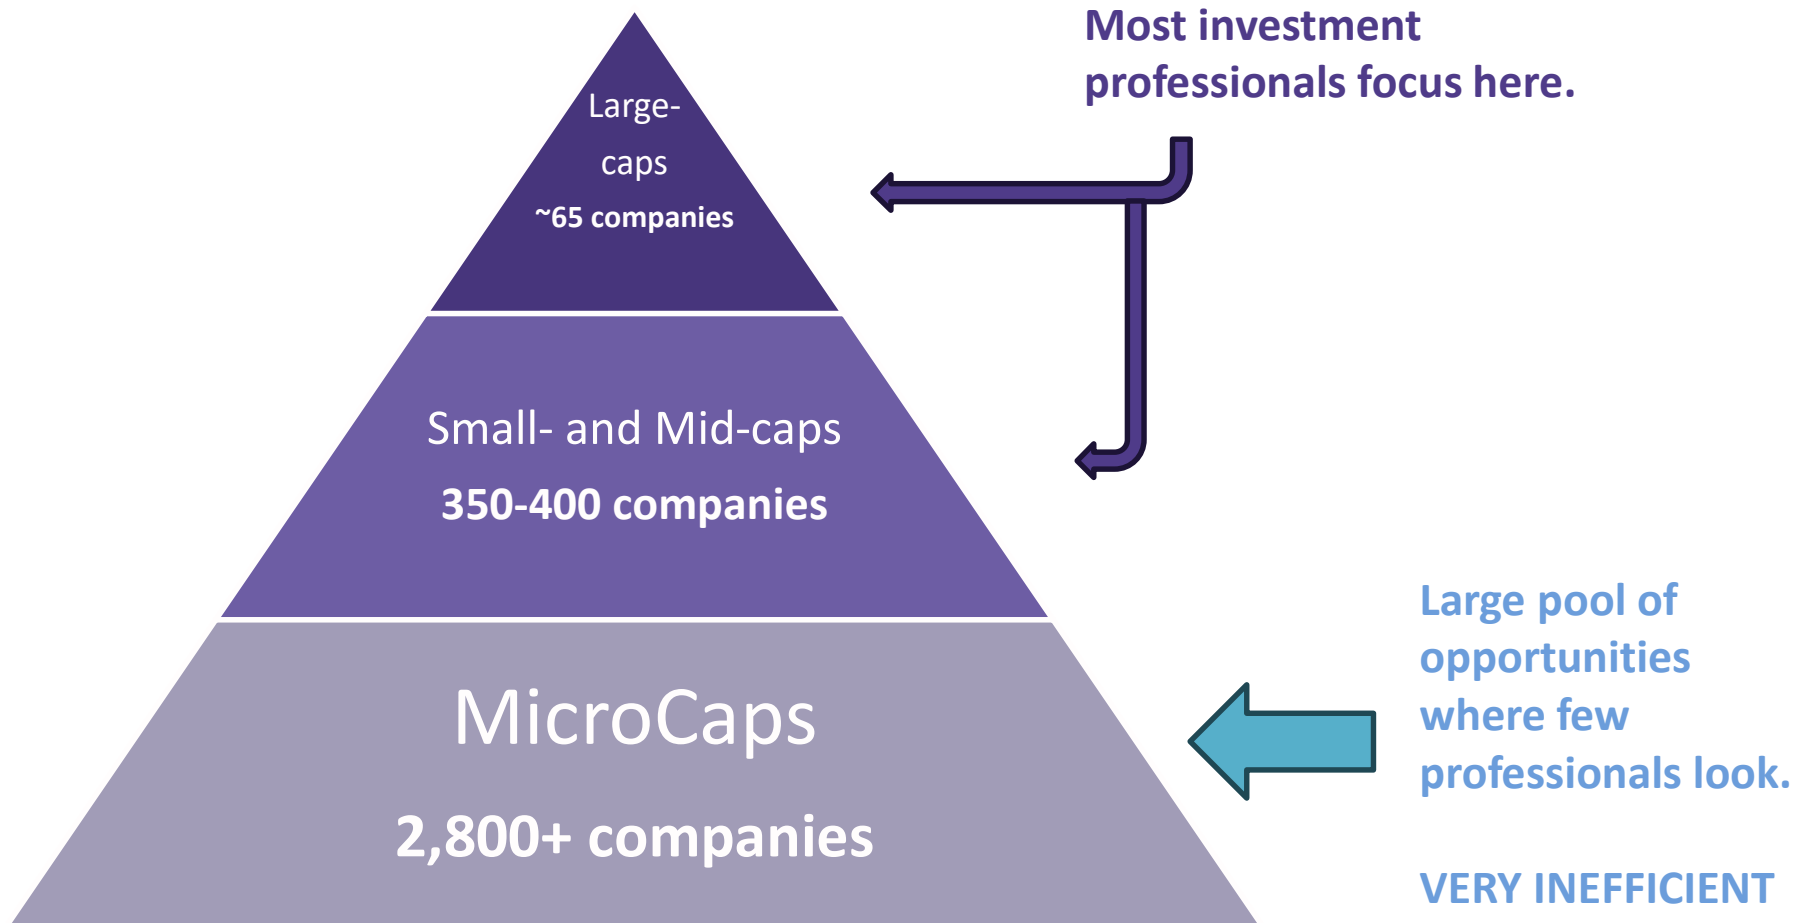 Most investment
professionals focus here.
Large-
caps
~65 companies
Small- and Mid-caps
350-400 companies
MicroCaps
2,800+ companies
Large pool of
opportunities
where few
professionals look.
VERY INEFFICIENT